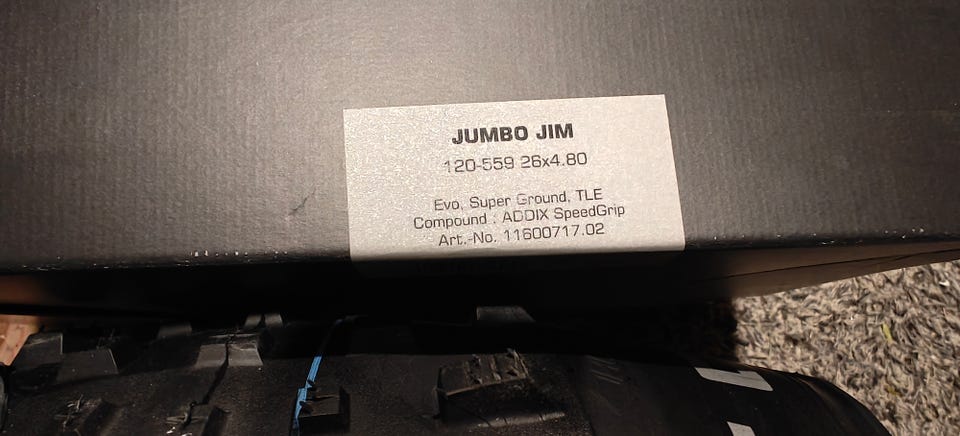 JUMBO JIM
120-559 26x4.80
Evo, Super Ground, TLE
Compound : ADDIX SpeedGrip
Art.-No. 11600717.02